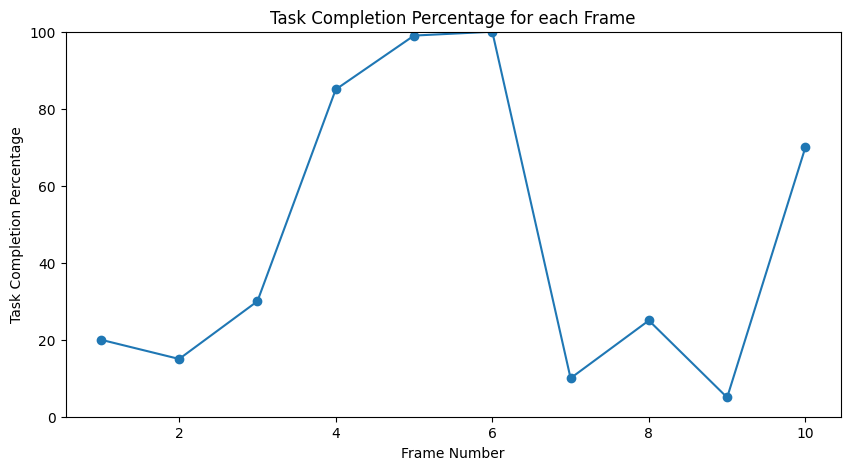 Task Completion Percentage for each Frame
100
80
60
40
20
0
Task Completion Percentage
2 4 6 8 10
Frame Number